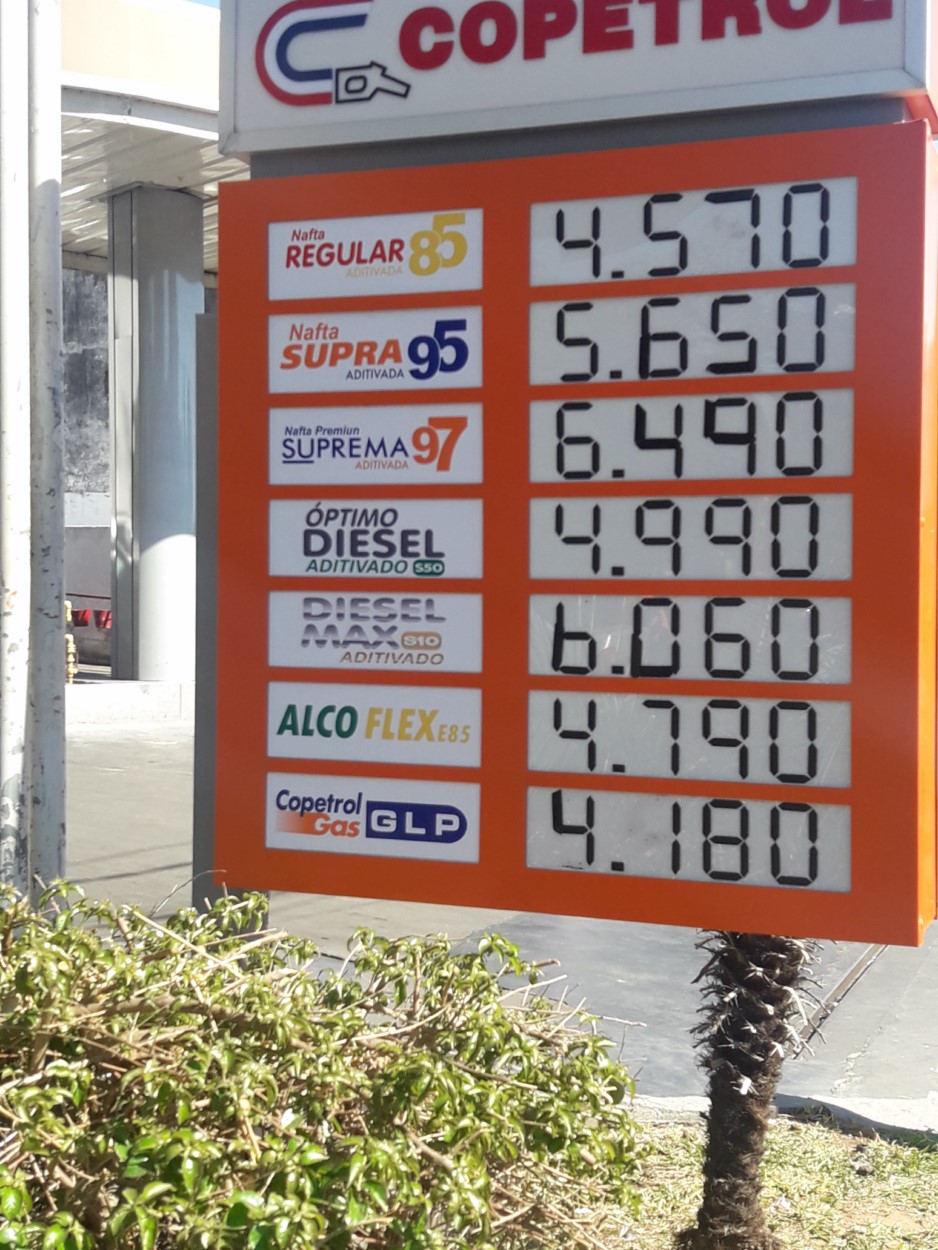 COPETROL
Nafta
REGULAR 85
ADITIVADA
4.570
Nafta
SUPRA 95
ADITIVADA
5.650
Nafta Premiun
SUPREMA 97
ADITIVADA
6.490
ÓPTIMO
DIESEL
ADITIVADO S50
4.990
DIESEL
MAX S10
ADITIVADO
6.060
ALCO FLEX E85
4.790
Copetrol
Gas GLP
4.180